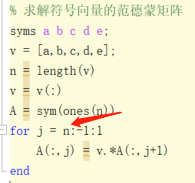 % 求解符号向量的范德蒙矩阵
syms a b c d e;
v = [a,b,c,d,e];
n = length(v)
v = v(:)
A = sym(ones(n))
for j = n:-1:1
A(:,j) = v.*A(:,j+1)
end